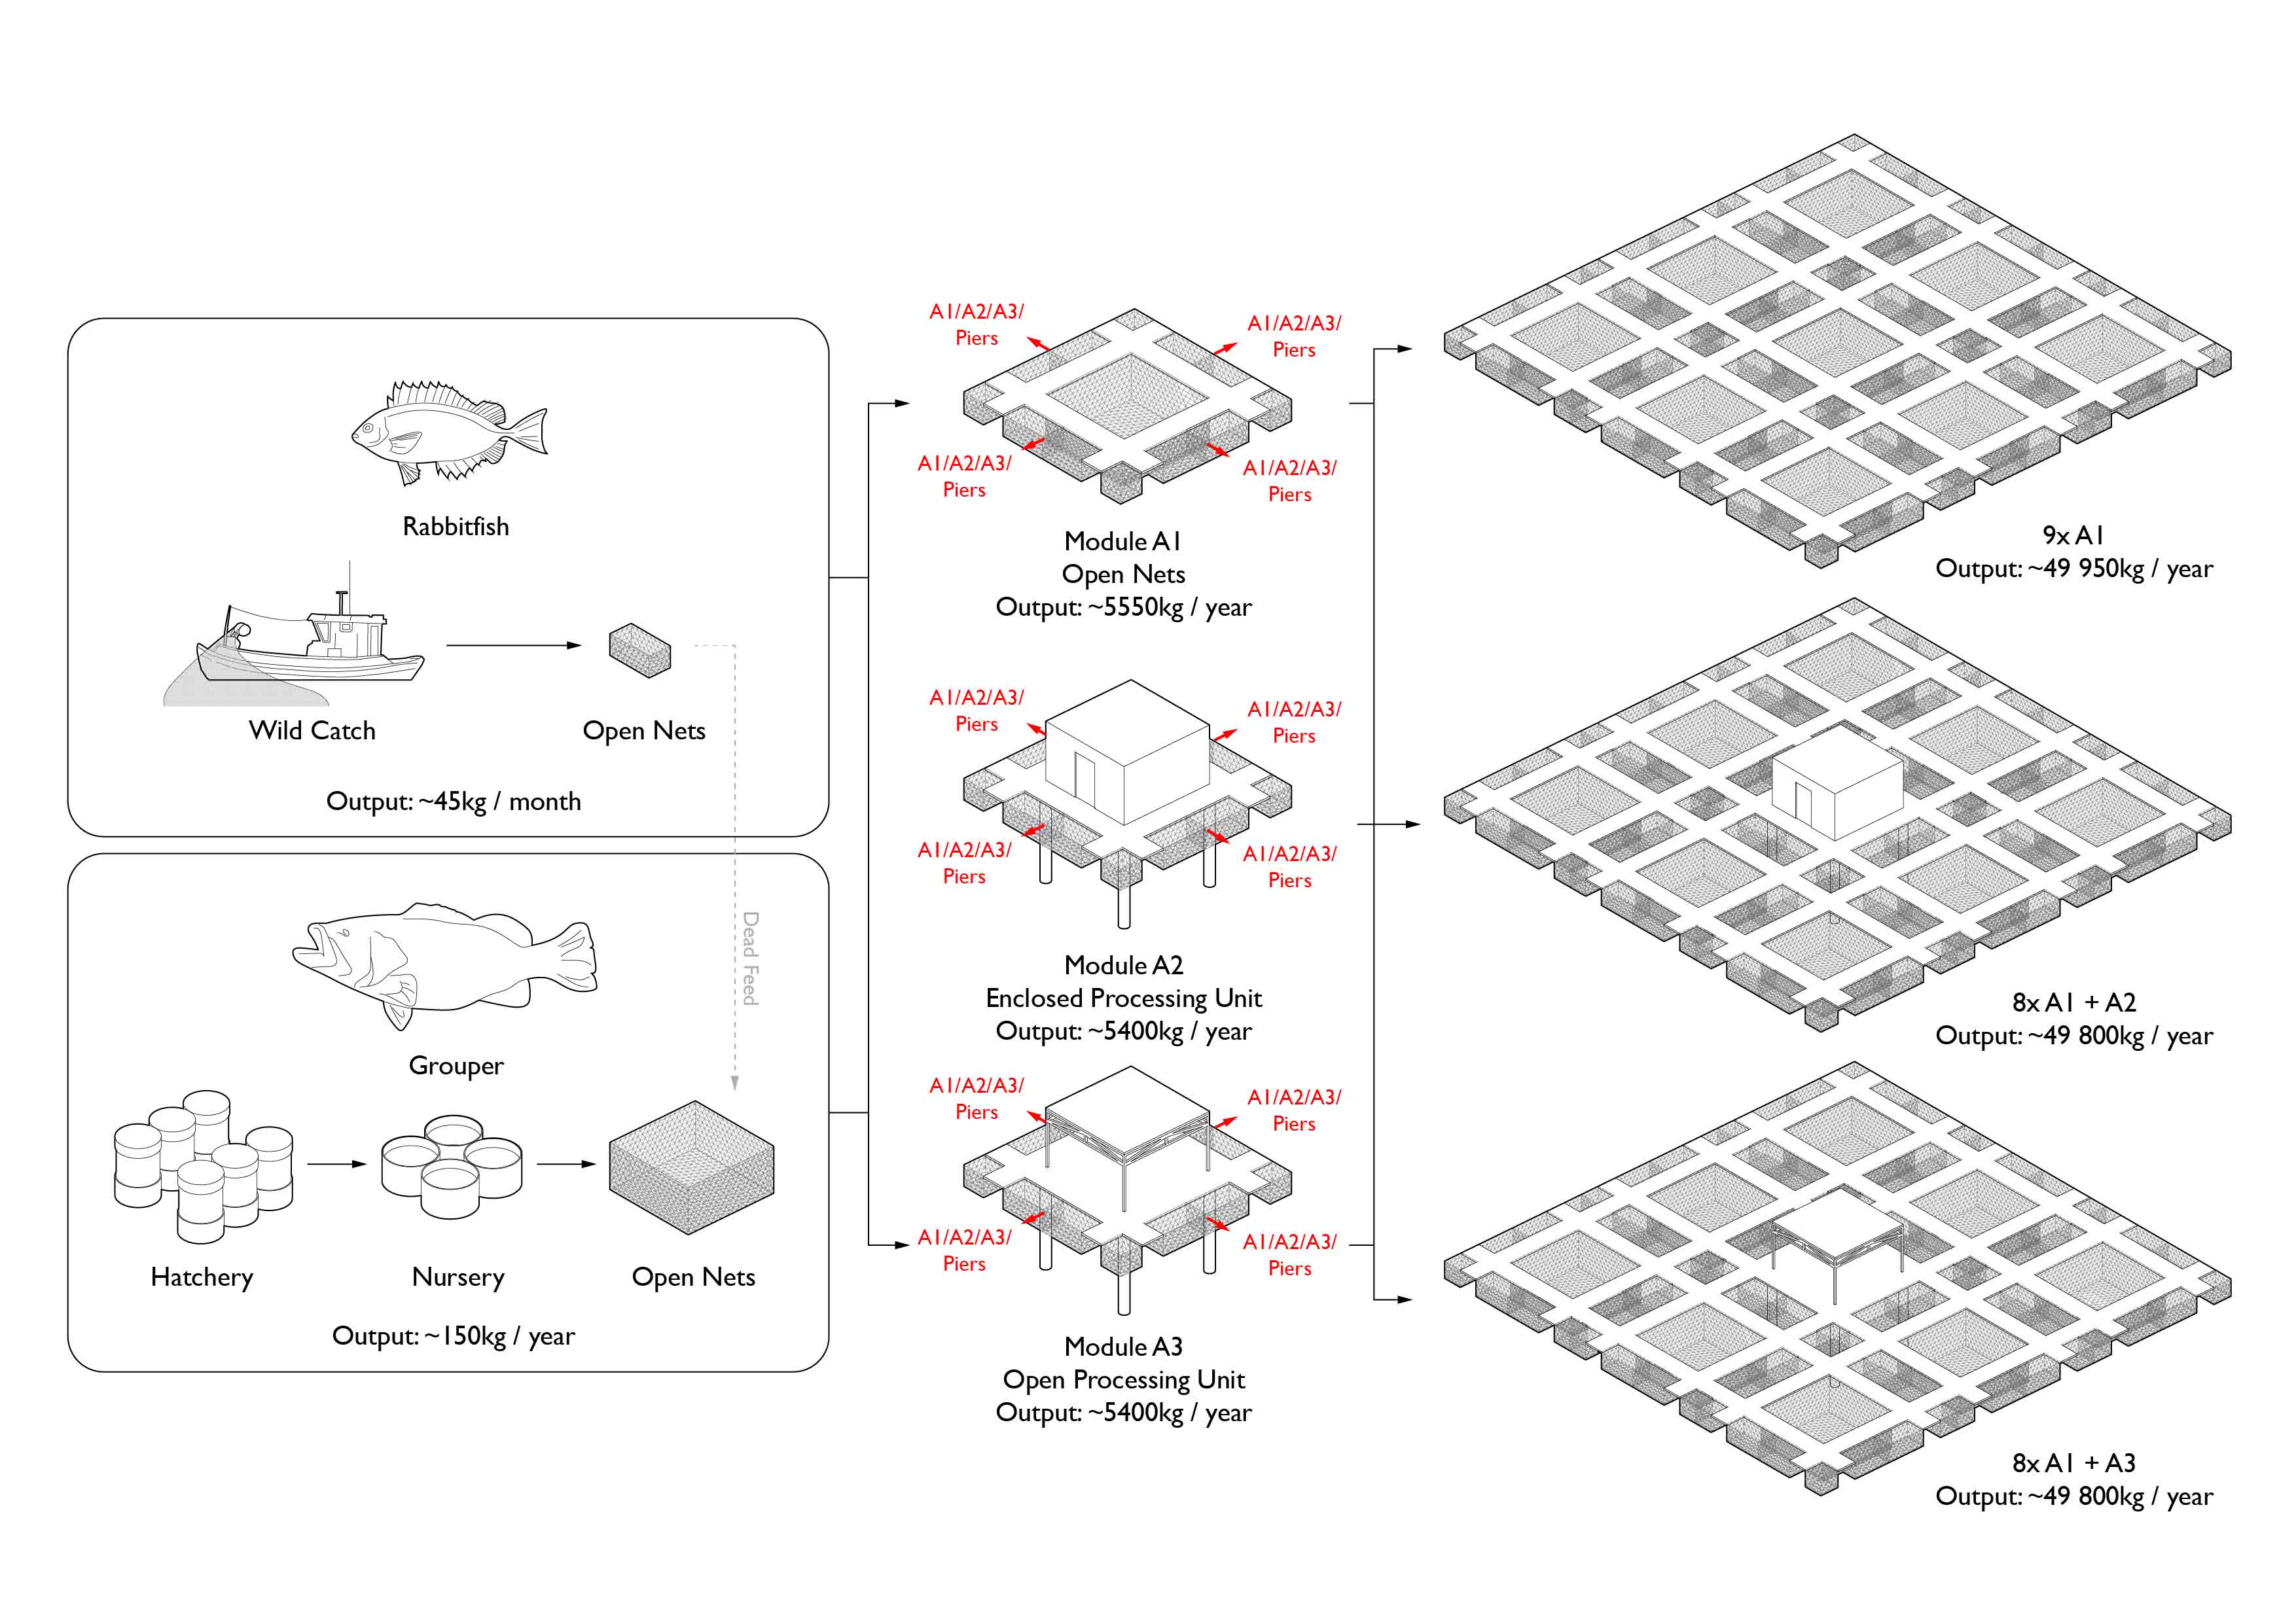 Rabbitfish
Wild Catch
Open Nets
Output: ~45kg / month
Dead Feed
Grouper
Hatchery
Nursery
Open Nets
Output: ~150kg / year
A1/A2/A3/
Piers
A1/A2/A3/
Piers
A1/A2/A3/
Piers
A1/A2/A3/
Piers
Module A1
Open Nets
Output: ~5550kg / year
A1/A2/A3/
Piers
A1/A2/A3/
Piers
A1/A2/A3/
Piers
A1/A2/A3/
Piers
Module A2
Enclosed Processing Unit
Output: ~5400kg / year
A1/A2/A3/
Piers
A1/A2/A3/
Piers
A1/A2/A3/
Piers
A1/A2/A3/
Piers
Module A3
Open Processing Unit
Output: ~5400kg / year
9x A1
Output: ~49 950kg / year
8x A1 + A2
Output: ~49 800kg / year
8x A1 + A3
Output: ~49 800kg / year